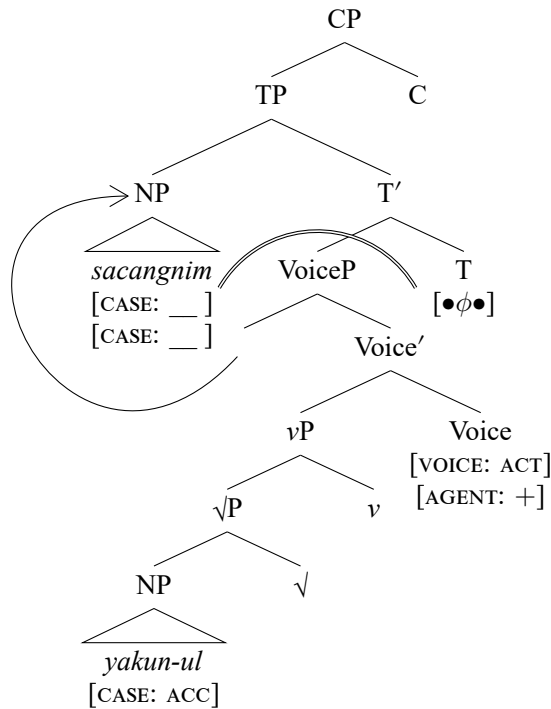 CP
TP C
NP T′
sacangnim VoiceP T
[CASE: __ ] [●ϕ●]
[CASE: __ ] Voice′
vP Voice
[VOICE: ACT]
√P v [AGENT: +]
NP √
yakun-ul
[CASE: ACC]